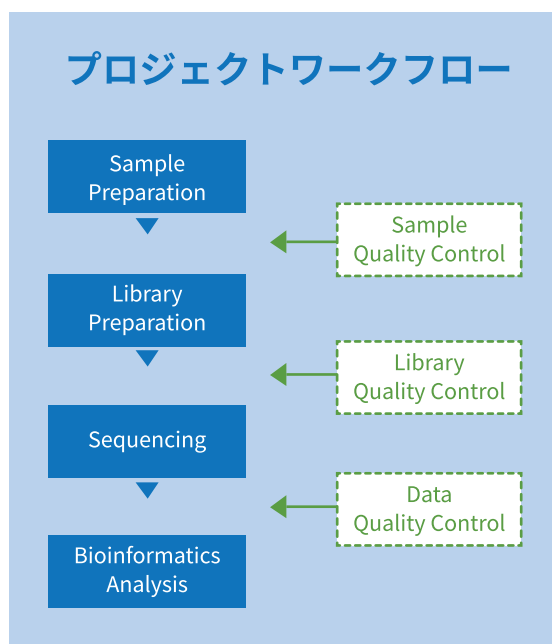 プロジェクトワークフロー
Sample
Preparation
Sample
Quality Control
Library
Preparation
Library
Quality Control
Sequencing
Data
Quality Control
Bioinformatics
Analysis